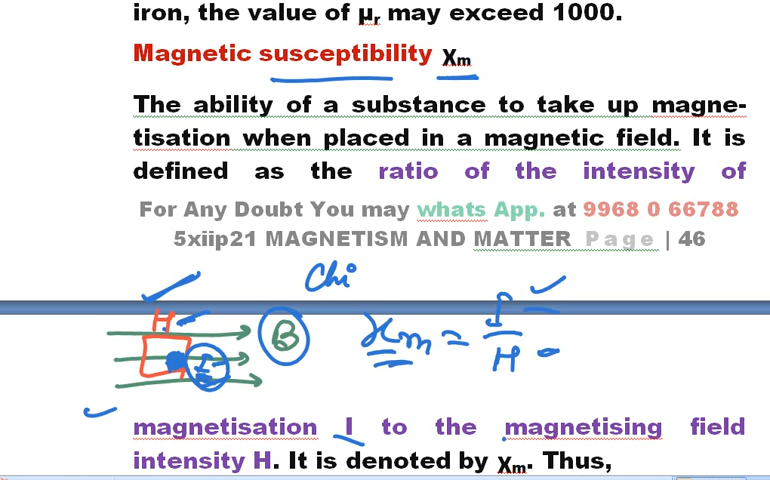 iron, the value of μr may exceed 1000.
Magnetic susceptibility χm
The ability of a substance to take up magne-
tisation when placed in a magnetic field. It is
defined as the ratio of the intensity of
For Any Doubt You may whats App. at 9968 0 66788
5xiip21 MAGNETISM AND MATTER Page | 46
Chi
H
B
I
χm = I/H
magnetisation I to the magnetising field
intensity H. It is denoted by χm. Thus,